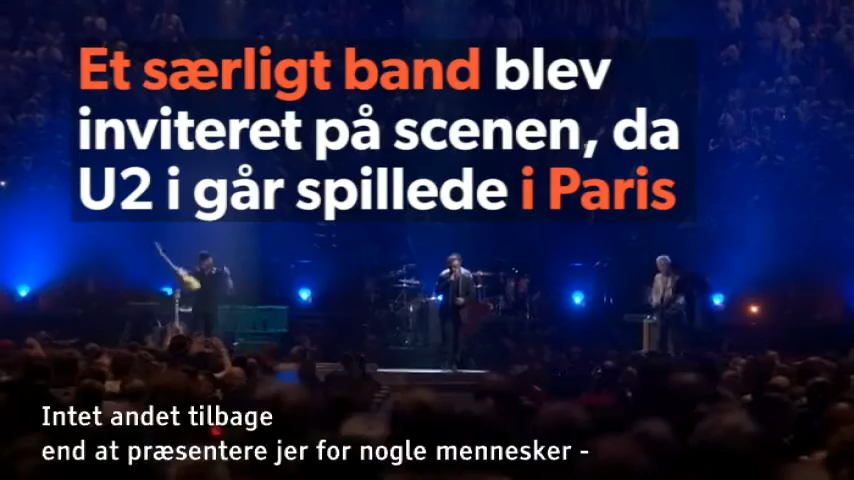 Et særligt band blev
inviteret på scenen, da
U2 i går spillede i Paris
Intet andet tilbage
end at præsentere jer for nogle mennesker -